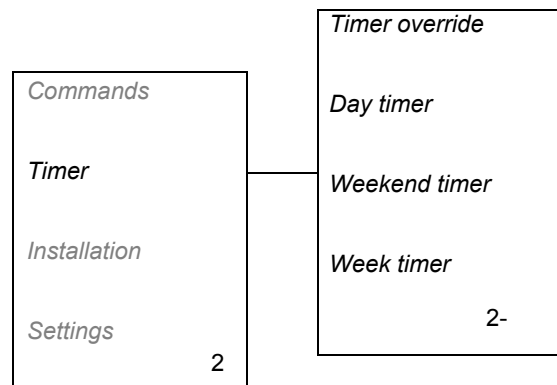 Commands
Timer
Installation
Settings
2
Timer override
Day timer
Weekend timer
Week timer
2-